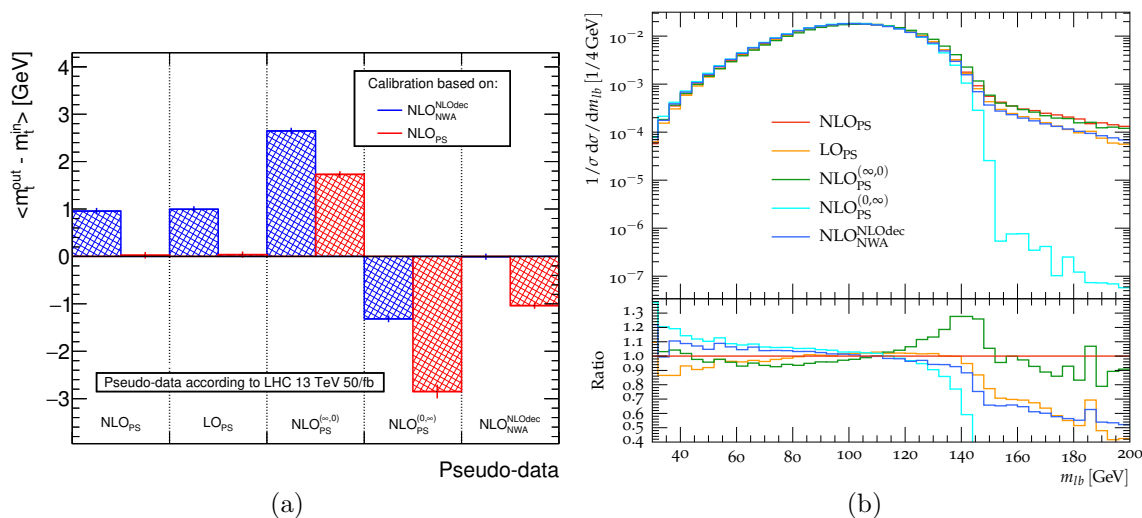 <m_t^out - m_t^in> [GeV]
4
3
2
1
0
−1
−2
−3
Calibration based on:
NLO_NWA^NLOdec
NLO_PS
Pseudo-data according to LHC 13 TeV 50/fb
NLO_PS LO_PS NLO_PS^(∞,0) NLO_PS^(0,∞) NLO_NWA^NLOdec
Pseudo-data
(a)
1/σ dσ/dm_lb [1/4 GeV]
10^−2
10^−3
10^−4
10^−5
10^−6
10^−7
NLO_PS
LO_PS
NLO_PS^(∞,0)
NLO_PS^(0,∞)
NLO_NWA^NLOdec
Ratio
1.3
1.2
1.1
1.0
0.9
0.8
0.7
0.6
0.5
0.4
40 60 80 100 120 140 160 180 200
m_lb [GeV]
(b)